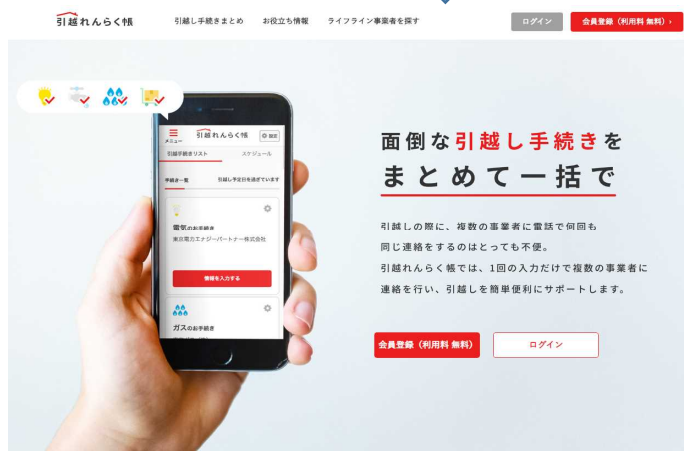 引越れんらく帳
引越し手続きまとめ
お役立ち情報
ライフライン事業者を探す
ログイン
会員登録（利用料 無料）›
メニュー
引越れんらく帳
設定
引越手続きリスト
スケジュール
手続き一覧
引越し予定日を過ぎています
電気のお手続き
東京電力エナジーパートナー株式会社
情報を入力する
ガスのお手続き
面倒な引越し手続きを
まとめて一括で
引越しの際に、複数の事業者に電話で何回も
同じ連絡をするのはとっても不便。
引越れんらく帳では、1回の入力だけで複数の事業者に
連絡を行い、引越しを簡単便利にサポートします。
会員登録（利用料 無料）
ログイン